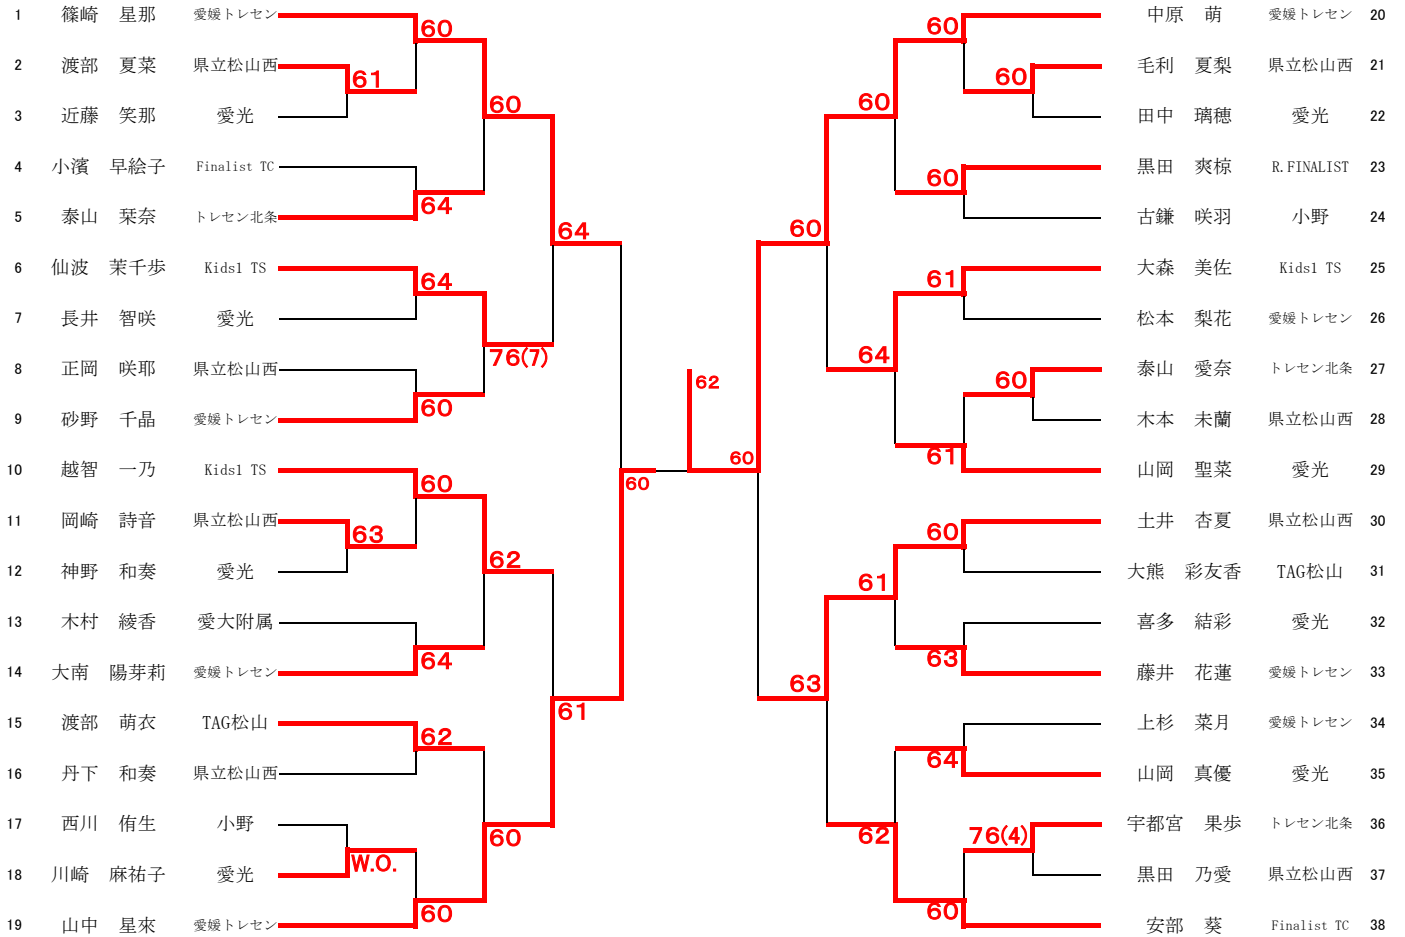 1 篠崎　星那 愛媛トレセン
2 渡部　夏菜 県立松山西
3 近藤　笑那 愛光
4 小濱　早絵子 Finalist TC
5 泰山　栞奈 トレセン北条
6 仙波　茉千歩 Kids1 TS
7 長井　智咲 愛光
8 正岡　咲耶 県立松山西
9 砂野　千晶 愛媛トレセン
10 越智　一乃 Kids1 TS
11 岡崎　詩音 県立松山西
12 神野　和奏 愛光
13 木村　綾香 愛大附属
14 大南　陽芽莉 愛媛トレセン
15 渡部　萌衣 TAG松山
16 丹下　和奏 県立松山西
17 西川　侑生 小野
18 川崎　麻祐子 愛光
19 山中　星來 愛媛トレセン
60
61
60
64
64
64
76(7)
60
60
63
62
64
61
62
60
W.O.
60
60
62
60
中原　萌 愛媛トレセン 20
毛利　夏梨 県立松山西 21
田中　璃穂 愛光 22
黒田　爽椋 R.FINALIST 23
古鎌　咲羽 小野 24
大森　美佐 Kids1 TS 25
松本　梨花 愛媛トレセン 26
泰山　愛奈 トレセン北条 27
木本　未蘭 県立松山西 28
山岡　聖菜 愛光 29
土井　杏夏 県立松山西 30
大熊　彩友香 TAG松山 31
喜多　結彩 愛光 32
藤井　花蓮 愛媛トレセン 33
上杉　菜月 愛媛トレセン 34
山岡　真優 愛光 35
宇都宮　果歩 トレセン北条 36
黒田　乃愛 県立松山西 37
安部　葵 Finalist TC 38
60
60
60
60
60
61
64
60
61
60
61
63
63
64
62
76(4)
60